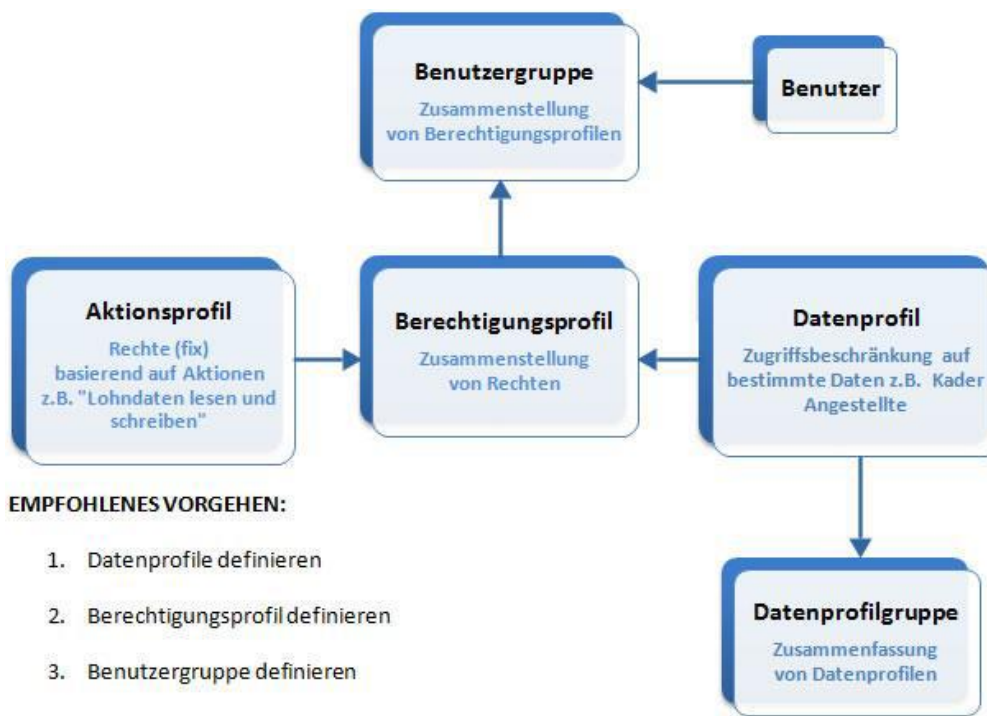 Benutzergruppe
Zusammenstellung
von Berechtigungsprofilen
Benutzer
Aktionsprofil
Rechte (fix)
basierend auf Aktionen
z.B. "Lohndaten lesen und
schreiben"
Berechtigungsprofil
Zusammenstellung
von Rechten
Datenprofil
Zugriffsbeschränkung auf
bestimmte Daten z.B. Kader
Angestellte
EMPFOHLENES VORGEHEN:
1. Datenprofile definieren
2. Berechtigungsprofil definieren
3. Benutzergruppe definieren
Datenprofilgruppe
Zusammenfassung
von Datenprofilen